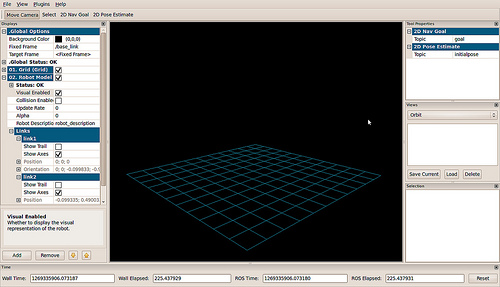 File View Plugins Help
Move Camera Select 2D Nav Goal 2D Pose Estimate
Displays
.Global Options
Background Color (0,0,0)
Fixed Frame /base_link
Target Frame <Fixed Frame>
.Global Status: OK
01. Grid (Grid)
02. Robot Model
Status: OK
Visual Enabled
Collision Enable
Update Rate 0
Alpha 0
Robot Descriptio robot_description
Links
link1
Show Trail
Show Axes
Position 0; 0; 0
Orientation 0; -0.099833; -0.
link2
Show Trail
Show Axes
Position -0.099335; 0.49003
Visual Enabled
Whether to display the visual
representation of the robot.
Add Remove
Tool Properties
2D Nav Goal
Topic goal
2D Pose Estimate
Topic initialpose
Views
Orbit
Save Current Load Delete
Selection
Time
Wall Time: 1269335906.073187 Wall Elapsed: 225.437929 ROS Time: 1269335906.073180 ROS Elapsed: 225.437931 Reset